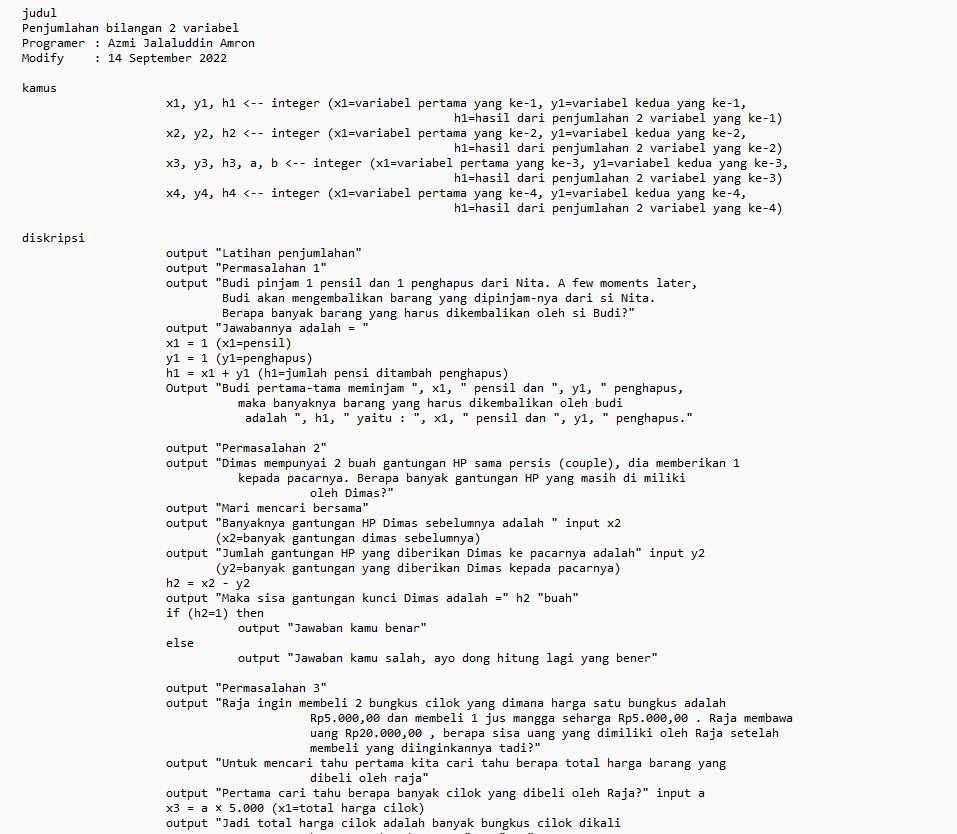 judul
Penjumlahan bilangan 2 variabel
Programer : Azmi Jalaluddin Amron
Modify    : 14 September 2022
kamus
x1, y1, h1 <-- integer (x1=variabel pertama yang ke-1, y1=variabel kedua yang ke-1,
h1=hasil dari penjumlahan 2 variabel yang ke-1)
x2, y2, h2 <-- integer (x1=variabel pertama yang ke-2, y1=variabel kedua yang ke-2,
h1=hasil dari penjumlahan 2 variabel yang ke-2)
x3, y3, h3, a, b <-- integer (x1=variabel pertama yang ke-3, y1=variabel kedua yang ke-3,
h1=hasil dari penjumlahan 2 variabel yang ke-3)
x4, y4, h4 <-- integer (x1=variabel pertama yang ke-4, y1=variabel kedua yang ke-4,
h1=hasil dari penjumlahan 2 variabel yang ke-4)
diskripsi
output "Latihan penjumlahan"
output "Permasalahan 1"
output "Budi pinjam 1 pensil dan 1 penghapus dari Nita. A few moments later,
Budi akan mengembalikan barang yang dipinjam-nya dari si Nita.
Berapa banyak barang yang harus dikembalikan oleh si Budi?"
output "Jawabannya adalah = "
x1 = 1 (x1=pensil)
y1 = 1 (y1=penghapus)
h1 = x1 + y1 (h1=jumlah pensi ditambah penghapus)
Output "Budi pertama-tama meminjam ", x1, " pensil dan ", y1, " penghapus,
maka banyaknya barang yang harus dikembalikan oleh budi
adalah ", h1, " yaitu : ", x1, " pensil dan ", y1, " penghapus."
output "Permasalahan 2"
output "Dimas mempunyai 2 buah gantungan HP sama persis (couple), dia memberikan 1
kepada pacarnya. Berapa banyak gantungan HP yang masih di miliki
oleh Dimas?"
output "Mari mencari bersama"
output "Banyaknya gantungan HP Dimas sebelumnya adalah " input x2
(x2=banyak gantungan dimas sebelumnya)
output "Jumlah gantungan HP yang diberikan Dimas ke pacarnya adalah" input y2
(y2=banyak gantungan yang diberikan Dimas kepada pacarnya)
h2 = x2 - y2
output "Maka sisa gantungan kunci Dimas adalah =" h2 "buah"
if (h2=1) then
output "Jawaban kamu benar"
else
output "Jawaban kamu salah, ayo dong hitung lagi yang bener"
output "Permasalahan 3"
output "Raja ingin membeli 2 bungkus cilok yang dimana harga satu bungkus adalah
Rp5.000,00 dan membeli 1 jus mangga seharga Rp5.000,00 . Raja membawa
uang Rp20.000,00 , berapa sisa uang yang dimiliki oleh Raja setelah
membeli yang diinginkannya tadi?"
output "Untuk mencari tahu pertama kita cari tahu berapa total harga barang yang
dibeli oleh raja"
output "Pertama cari tahu berapa banyak cilok yang dibeli oleh Raja?" input a
x3 = a × 5.000 (x1=total harga cilok)
output "Jadi total harga cilok adalah banyak bungkus cilok dikali